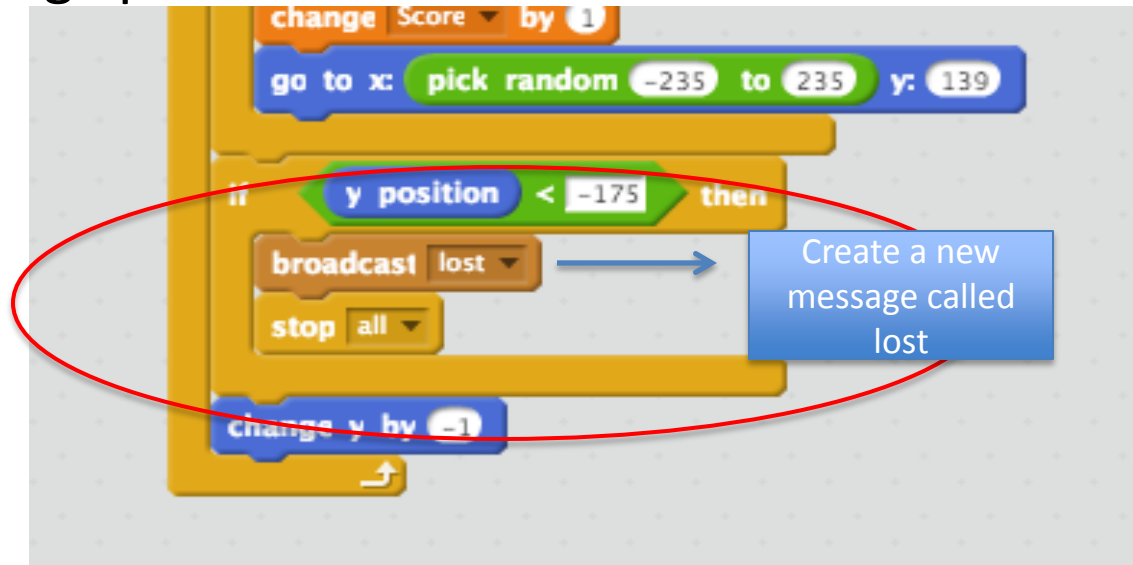 change Score by 1
go to x: pick random -235 to 235 y: 139
if y position < -175 then
broadcast lost
Create a new
message called
lost
stop all
change y by -1